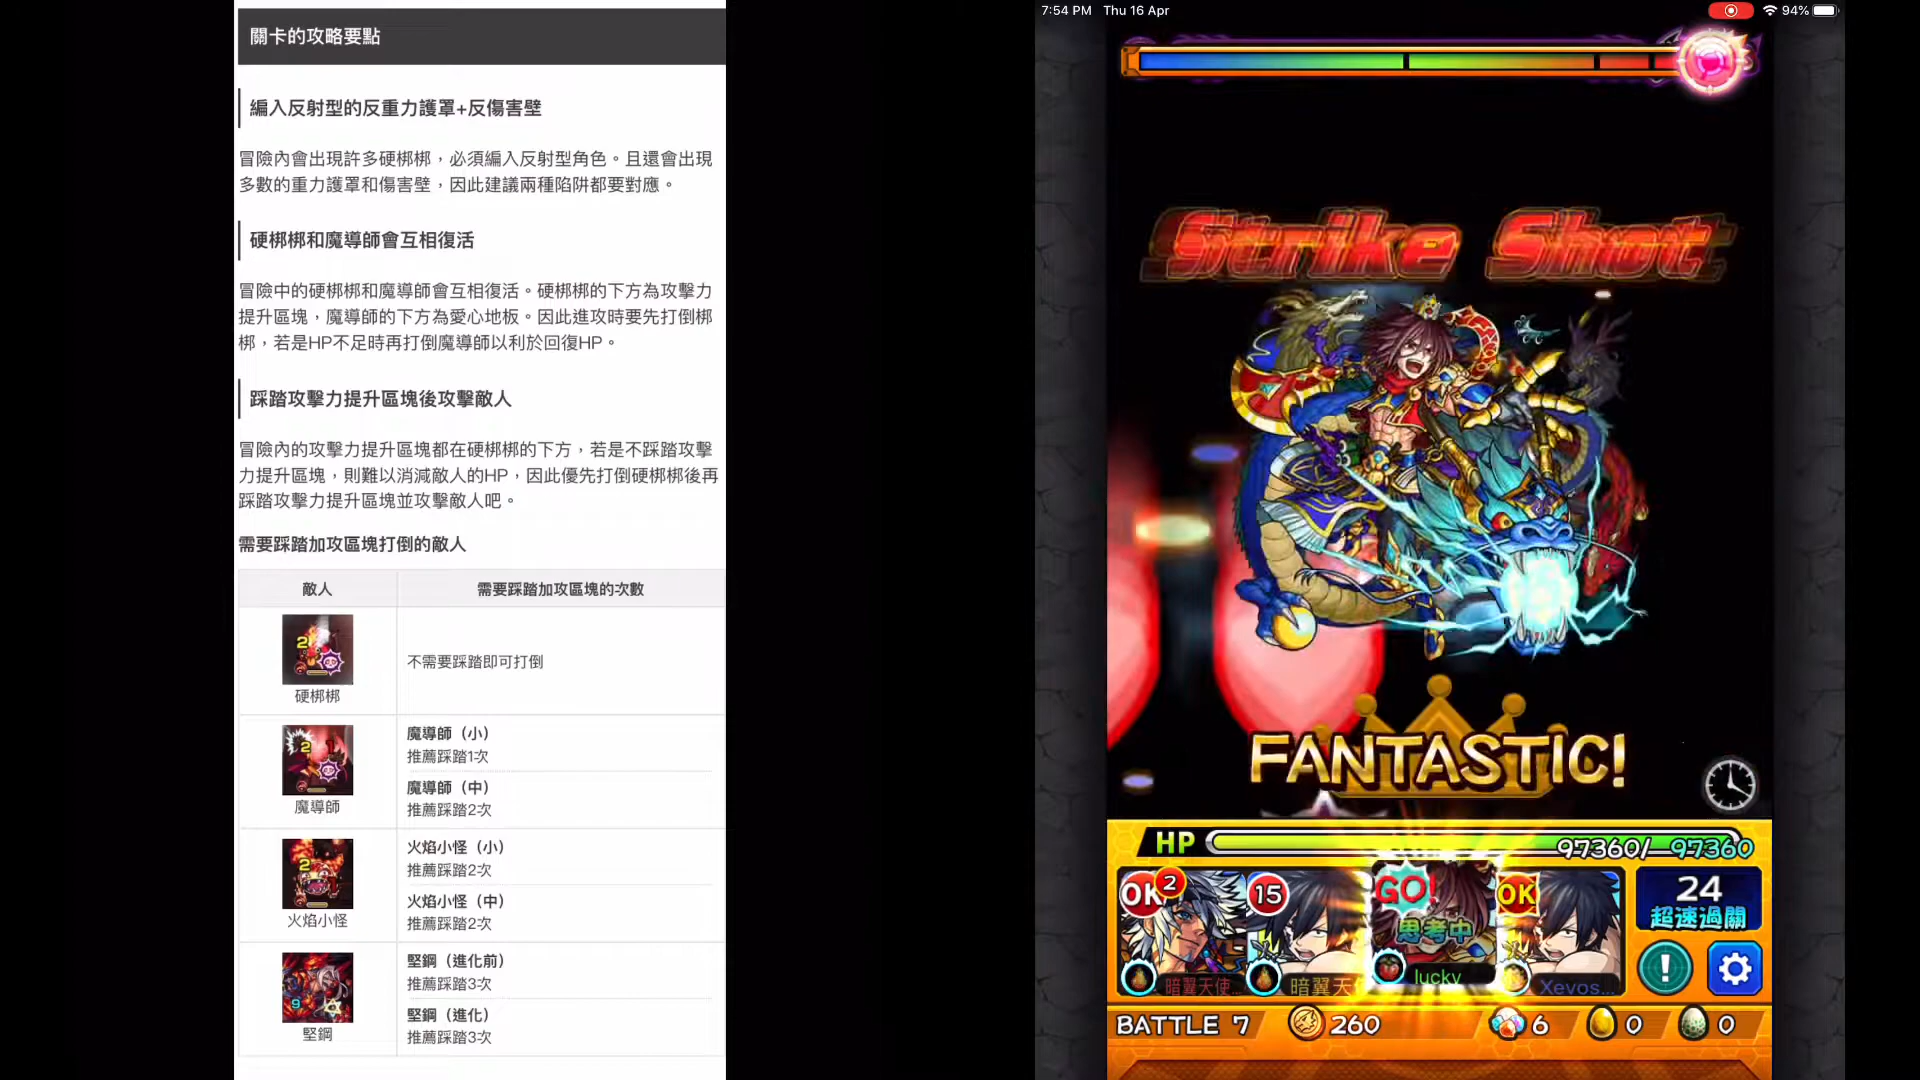 關卡的攻略要點
編入反射型的反重力護罩+反傷害壁
冒險內會出現許多硬梆梆，必須編入反射型角色。且還會出現
多數的重力護罩和傷害壁，因此建議兩種陷阱都要對應。
硬梆梆和魔導師會互相復活
冒險中的硬梆梆和魔導師會互相復活。硬梆梆的下方為攻擊力
提升區塊，魔導師的下方為愛心地板。因此進攻時要先打倒梆
梆，若是HP不足時再打倒魔導師以利於回復HP。
踩踏攻擊力提升區塊後攻擊敵人
冒險內的攻擊力提升區塊都在硬梆梆的下方，若是不踩踏攻擊
力提升區塊，則難以消減敵人的HP，因此優先打倒硬梆梆後再
踩踏攻擊力提升區塊並攻擊敵人吧。
需要踩踏加攻區塊打倒的敵人
敵人 需要踩踏加攻區塊的次數
2
硬梆梆
不需要踩踏即可打倒
2
魔導師
魔導師（小）
推薦踩踏1次
魔導師（中）
推薦踩踏2次
2
火焰小怪
火焰小怪（小）
推薦踩踏2次
火焰小怪（中）
推薦踩踏2次
9
堅鋼
堅鋼（進化前）
推薦踩踏3次
堅鋼（進化）
推薦踩踏3次
7:54 PM Thu 16 Apr
94%
Strike Shot
FANTASTIC!
HP 97360/ 97360
OK 2
15
GO!
OK
思考中
暗翼天使...
暗翼天使
lucky
Xevos...
24
超速過關
!
BATTLE 7
260
6
0
0